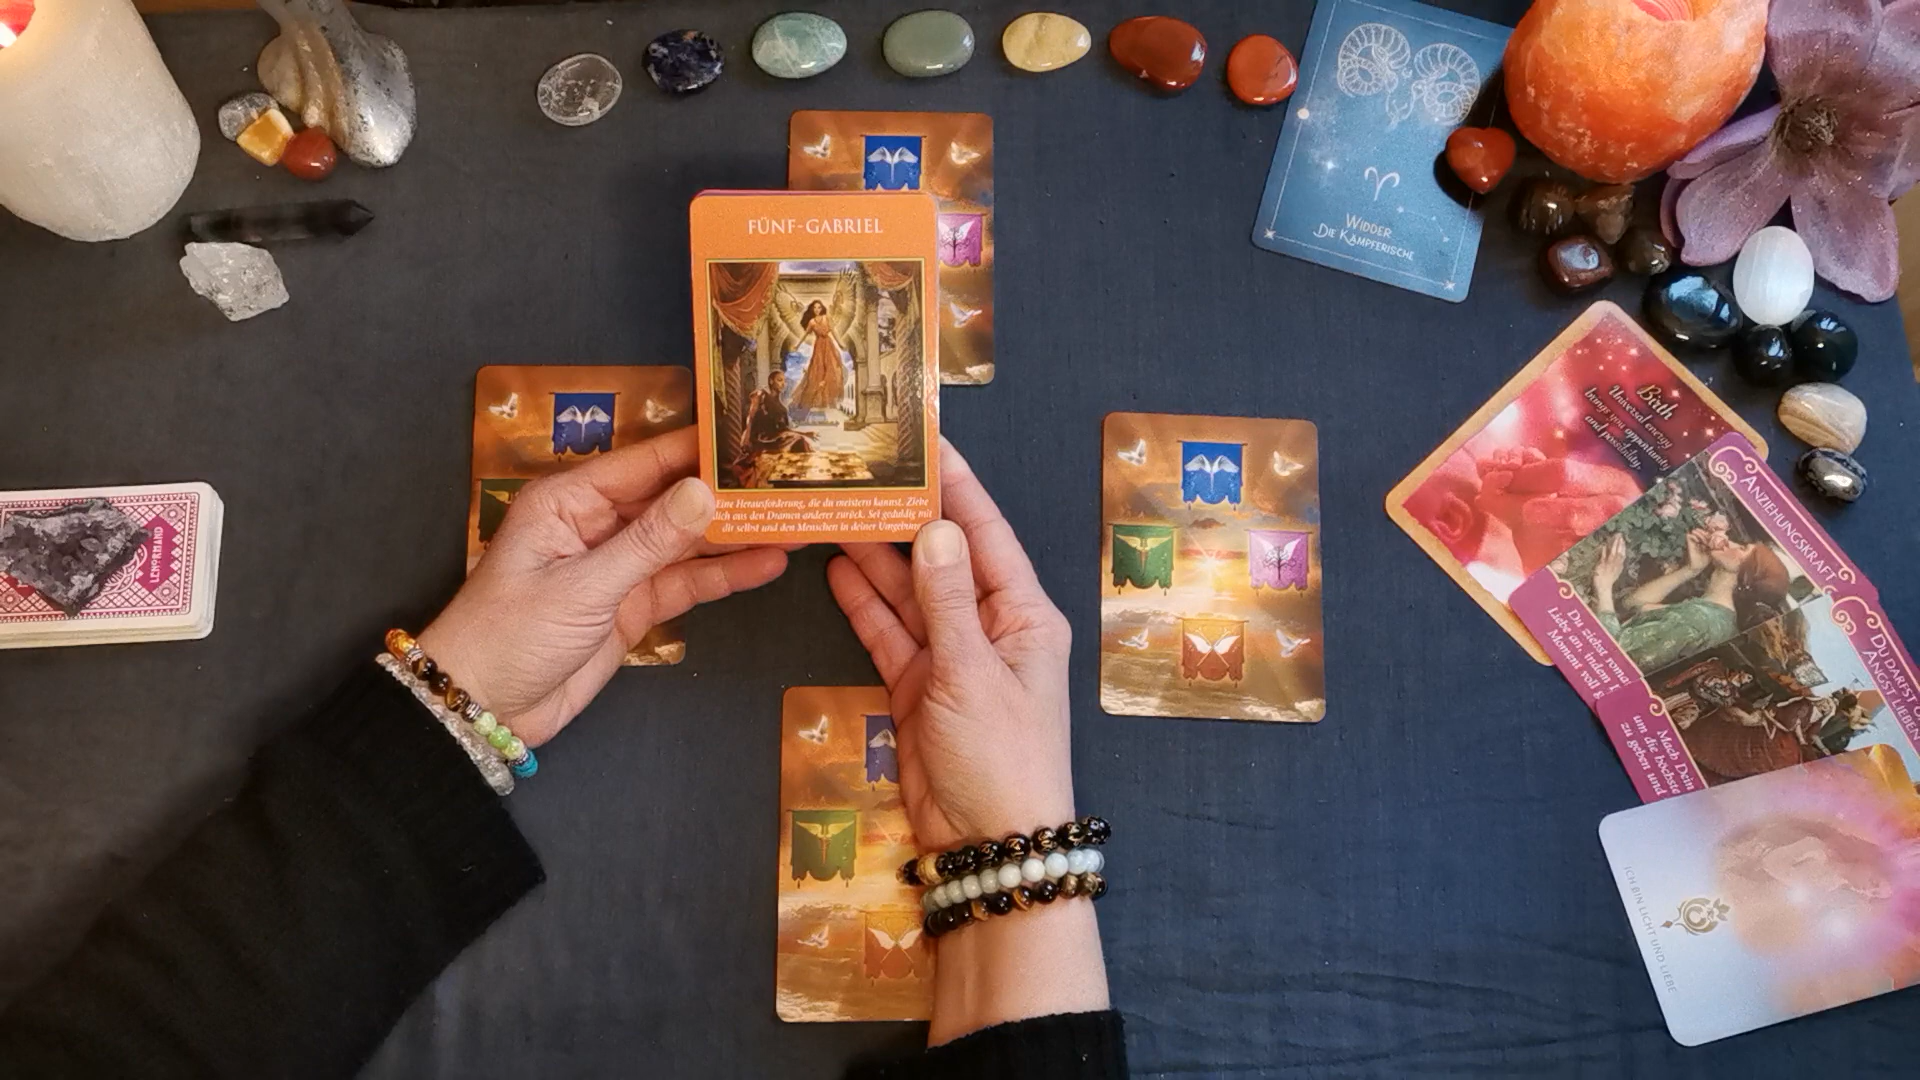 FÜNF-GABRIEL
Eine Herausforderung, die du meistern kannst. Ziehe
dich aus den Dramen anderer zurück. Sei geduldig mit
dir selbst und den Menschen in deiner Umgebung
WIDDER
DIE KÄMPFERISCHE
Birth
Universal energy
brings you opportunity
and possibility.
ANZIEHUNGSKRAFT
Du ziehst
Liebe an, indem
Moment voll &
DU DARFST
ANGST LIEBEN
Mach Dein
um die höchste
zu geben und
ICH BIN LICHT UND LIEBE
LENORMAND